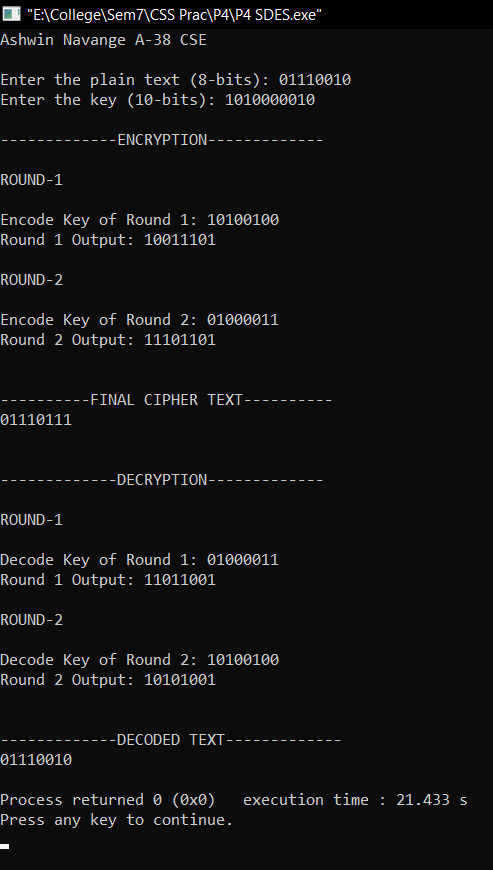 "E:\College\Sem7\CSS Prac\P4\P4 SDES.exe"
Ashwin Navange A-38 CSE
Enter the plain text (8-bits): 01110010
Enter the key (10-bits): 1010000010
-------------ENCRYPTION-------------
ROUND-1
Encode Key of Round 1: 10100100
Round 1 Output: 10011101
ROUND-2
Encode Key of Round 2: 01000011
Round 2 Output: 11101101
----------FINAL CIPHER TEXT----------
01110111
-------------DECRYPTION-------------
ROUND-1
Decode Key of Round 1: 01000011
Round 1 Output: 11011001
ROUND-2
Decode Key of Round 2: 10100100
Round 2 Output: 10101001
-------------DECODED TEXT-------------
01110010
Process returned 0 (0x0)   execution time : 21.433 s
Press any key to continue.